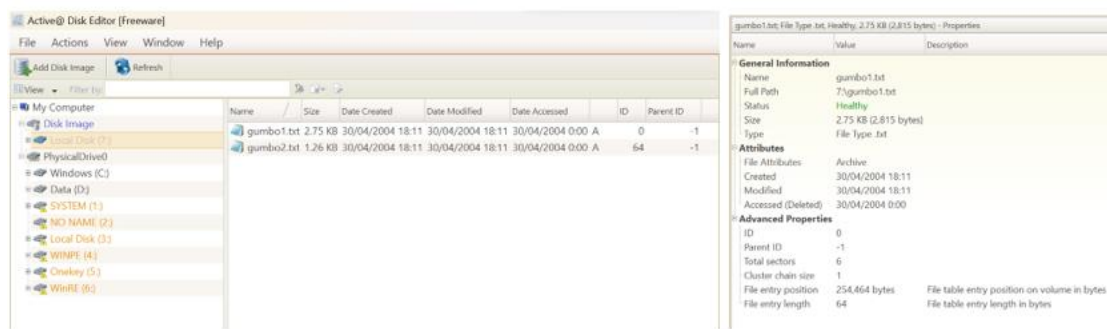 Active@ Disk Editor [Freeware]
File Actions View Window Help
Add Disk Image Refresh
View Filter by:
My Computer
Disk Image
Local Disk (7:)
PhysicalDrive0
Windows (C:)
Data (D:)
SYSTEM (1:)
NO NAME (2:)
Local Disk (3:)
WINPE (4:)
Onekey (5:)
WinRE (6:)
Name Size Date Created Date Modified Date Accessed ID Parent ID
gumbo1.txt 2.75 KB 30/04/2004 18:11 30/04/2004 18:11 30/04/2004 0:00 A 0 -1
gumbo2.txt 1.26 KB 30/04/2004 18:11 30/04/2004 18:11 30/04/2004 0:00 A 64 -1
gumbo1.txt; File Type .txt, Healthy, 2.75 KB (2,815 bytes) - Properties
Name Value Description
General Information
Name gumbo1.txt
Full Path 7:\gumbo1.txt
Status Healthy
Size 2.75 KB (2,815 bytes)
Type File Type .txt
Attributes
File Attributes Archive
Created 30/04/2004 18:11
Modified 30/04/2004 18:11
Accessed (Deleted) 30/04/2004 0:00
Advanced Properties
ID 0
Parent ID -1
Total sectors 6
Cluster chain size 1
File entry position 254,464 bytes File table entry position on volume in bytes
File entry length 64 File table entry length in bytes